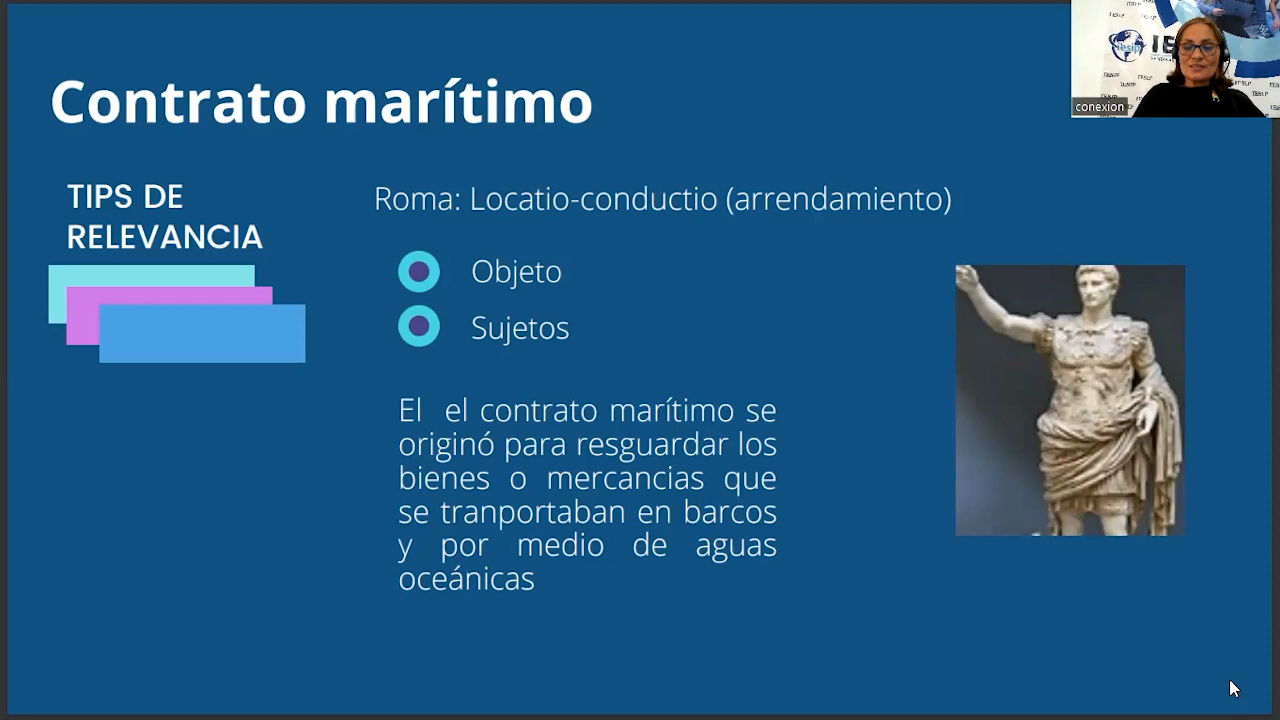 Contrato marítimo
TIPS DE
RELEVANCIA
Roma: Locatio-conductio (arrendamiento)
Objeto
Sujetos
El el contrato marítimo se
originó para resguardar los
bienes o mercancias que
se tranportaban en barcos
y por medio de aguas
oceánicas
conexion
iesip